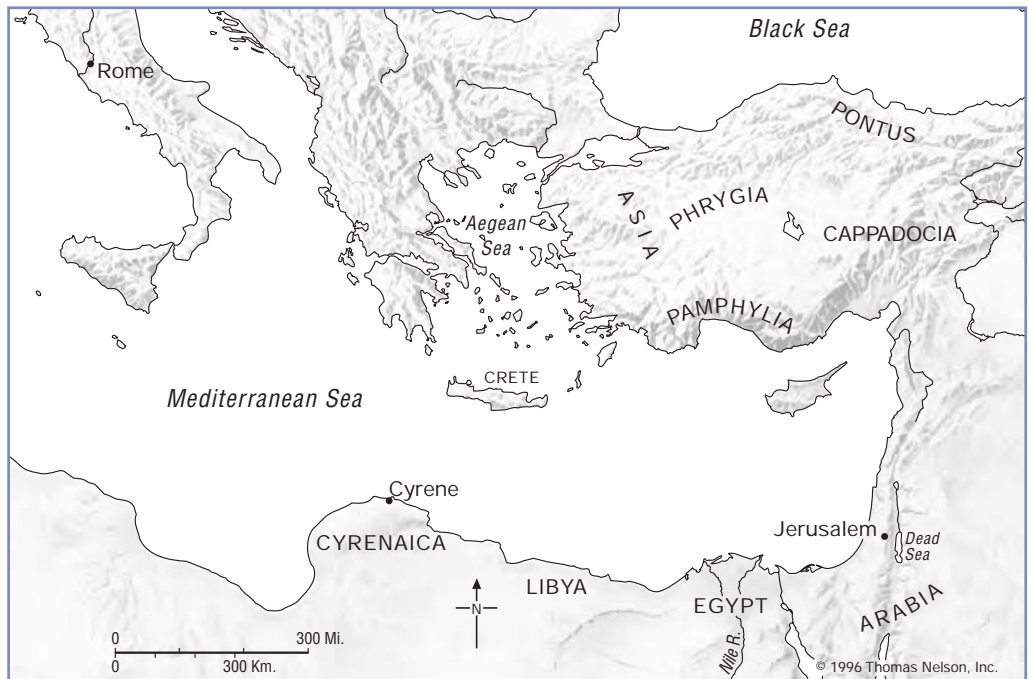 Black Sea
Rome
PONTUS
ASIA
PHRYGIA
Aegean
Sea
CAPPADOCIA
PAMPHYLIA
CRETE
Mediterranean Sea
Cyrene
Jerusalem
Dead
Sea
CYRENAICA
LIBYA
EGYPT
ARABIA
N
Nile R.
0 300 Mi.
0 300 Km.
© 1996 Thomas Nelson, Inc.